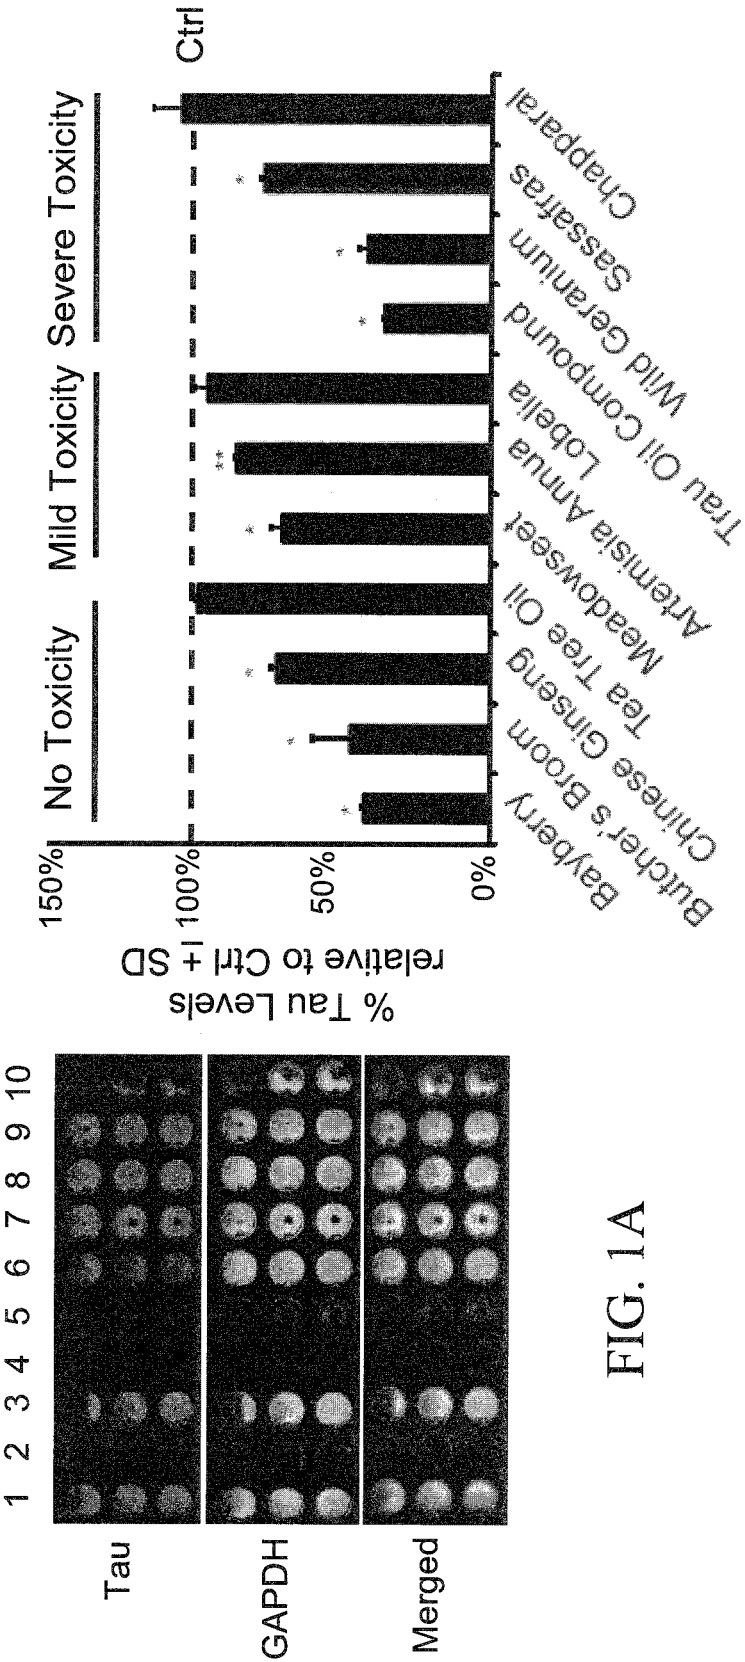 1 2 3 4 5 6 7 8 9 10
Tau
GAPDH
Merged
% Tau Levels
relative to Ctrl ± SD
150%
100%
50%
0%
No Toxicity
Mild Toxicity
Severe Toxicity
Ctrl
*
*
*
*
**
*
*
*
Bayberry
Butcher's Broom
Chinese Ginseng
Tea Tree Oil
Meadowseet
Artemisia Annua
Lobelia
Trau Oil Compound
Wild Geranium
Sassafras
Chapparal
FIG. 1A